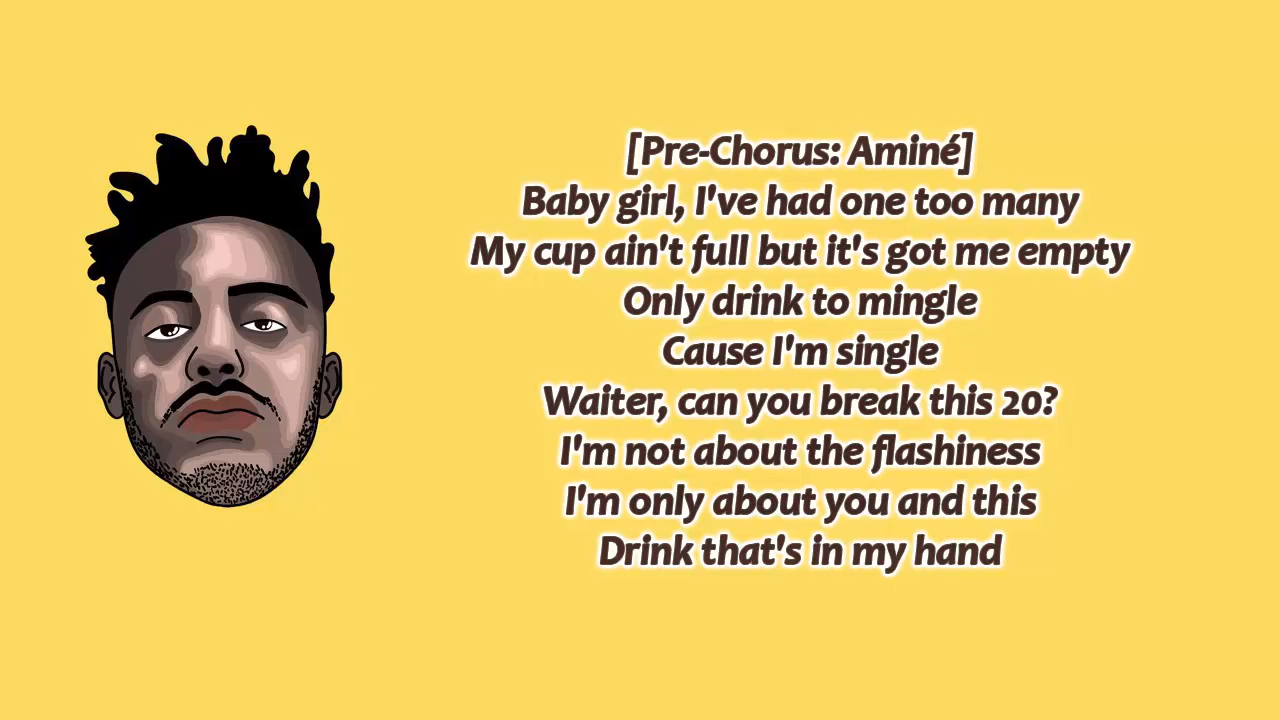 [Pre-Chorus: Aminé]
Baby girl, I've had one too many
My cup ain't full but it's got me empty
Only drink to mingle
Cause I'm single
Waiter, can you break this 20?
I'm not about the flashiness
I'm only about you and this
Drink that's in my hand